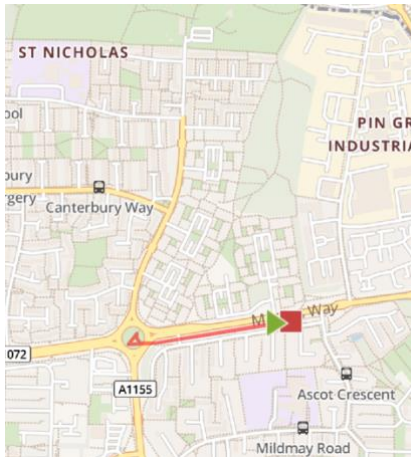 ST NICHOLAS
PIN GR
INDUSTRIA
ool
bury
rgery
Canterbury Way
Way
072
A1155
Ascot Crescent
Mildmay Road